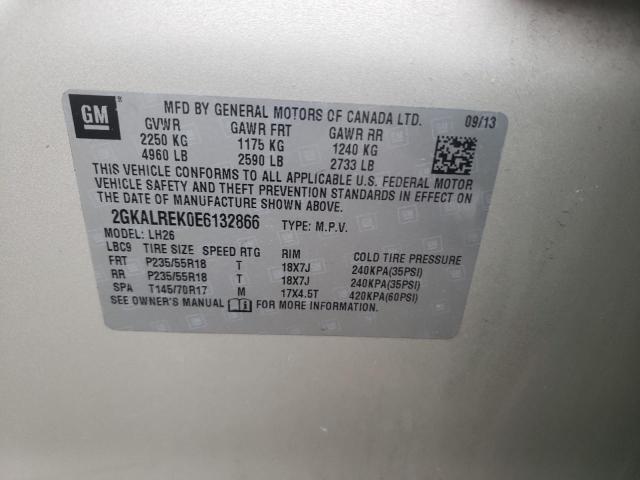 GM ®
MFD BY GENERAL MOTORS OF CANADA LTD. 09/13
GVWR GAWR FRT GAWR RR
2250 KG 1175 KG 1240 KG
4960 LB 2590 LB 2733 LB
THIS VEHICLE CONFORMS TO ALL APPLICABLE U.S. FEDERAL MOTOR
VEHICLE SAFETY AND THEFT PREVENTION STANDARDS IN EFFECT ON
THE DATE OF MANUFACTURE SHOWN ABOVE.
2GKALREK0E6132866 TYPE: M.P.V.
MODEL: LH26
LBC9 TIRE SIZE SPEED RTG RIM COLD TIRE PRESSURE
FRT P235/55R18 T 18X7J 240KPA(35PSI)
RR P235/55R18 T 18X7J 240KPA(35PSI)
SPA T145/70R17 M 17X4.5T 420KPA(60PSI)
SEE OWNER'S MANUAL FOR MORE INFORMATION.